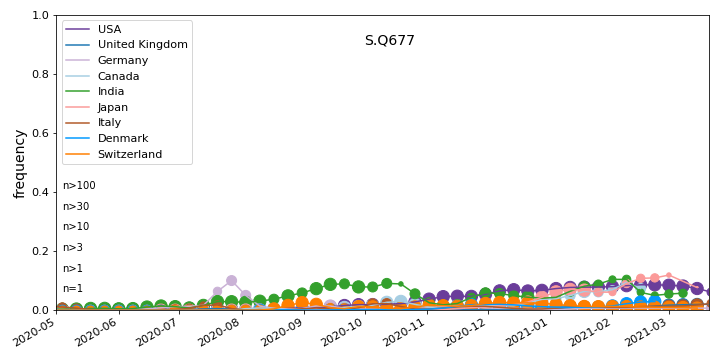 S.Q677
USA
United Kingdom
Germany
Canada
India
Japan
Italy
Denmark
Switzerland
n>100
n>30
n>10
n>3
n>1
n=1
frequency
1.0
0.8
0.6
0.4
0.2
0.0
2020-05
2020-06
2020-07
2020-08
2020-09
2020-10
2020-11
2020-12
2021-01
2021-02
2021-03